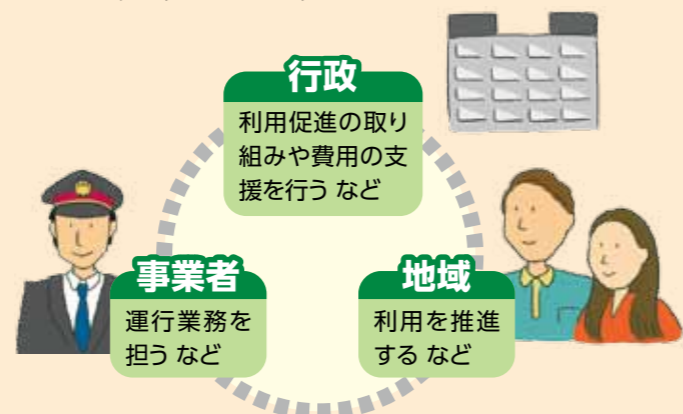 行政
利用促進の取り
組みや費用の支
援を行う など
事業者
運行業務を
担う など
地域
利用を推進
する など